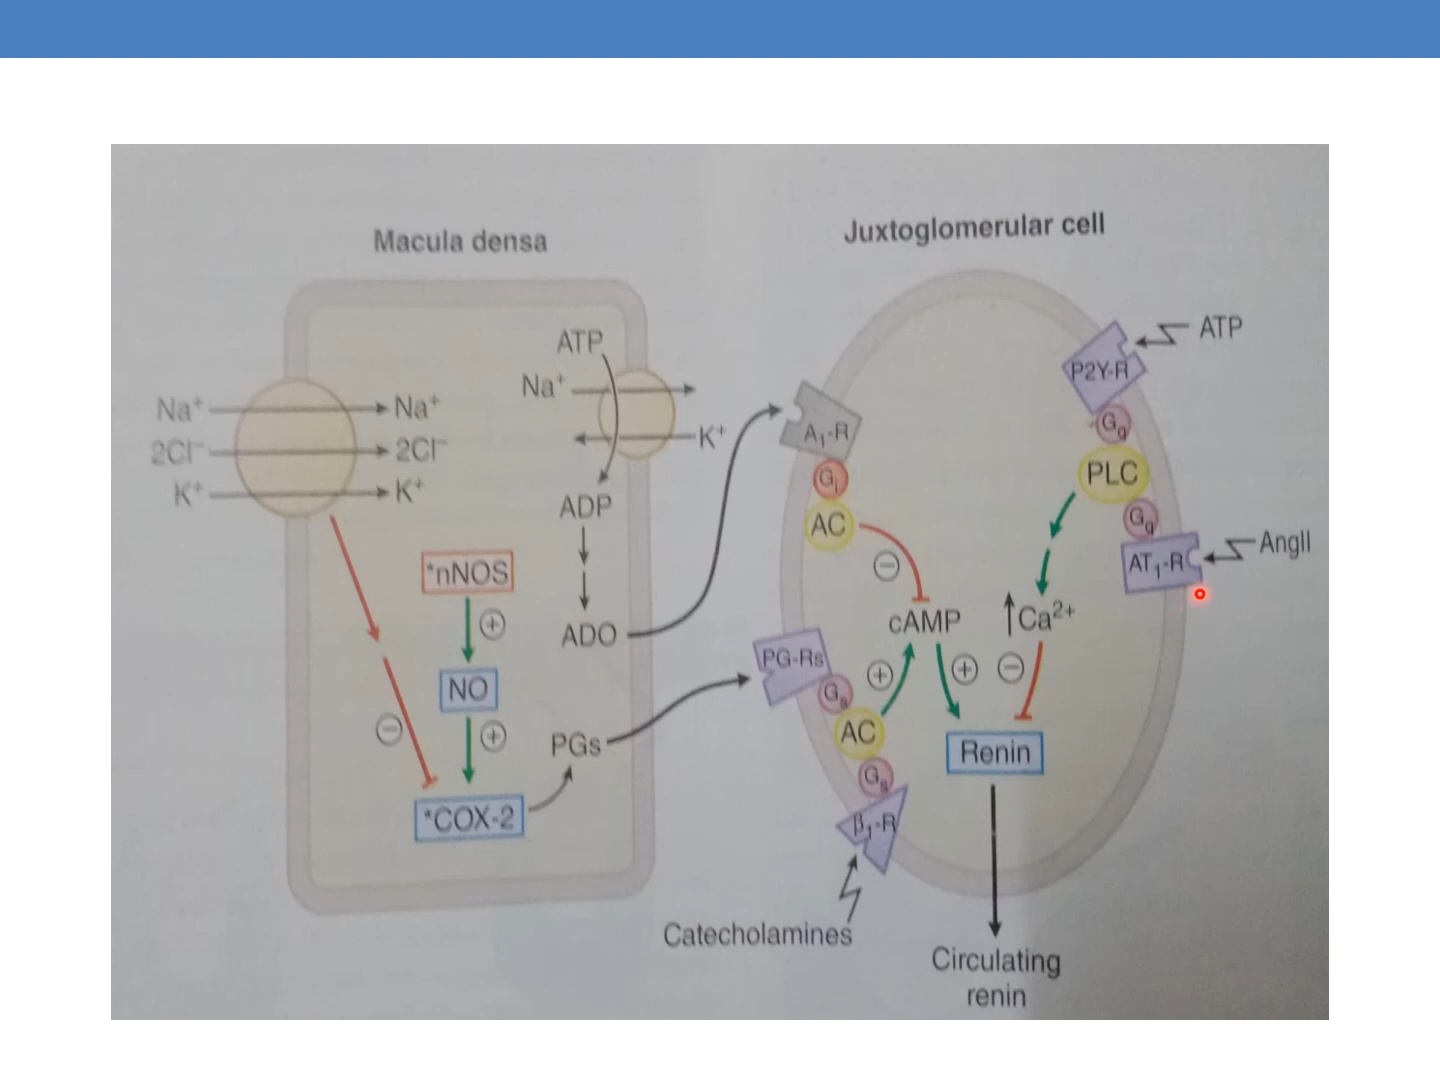 Macula densa
Juxtoglomerular cell
ATP
Na⁺
K⁺
Na⁺
Na⁺
2Cl⁻
2Cl⁻
K⁺
K⁺
ADP
*nNOS
+
ADO
NO
−
+
PGs
*COX-2
ATP
P2Y-R
Gq
PLC
Gq
AT₁-R
AngII
A₁-R
Gi
AC
−
cAMP
↑Ca²⁺
PG-Rs
Gs
+
+
−
AC
Renin
Gs
β₁-R
Catecholamines
Circulating
renin